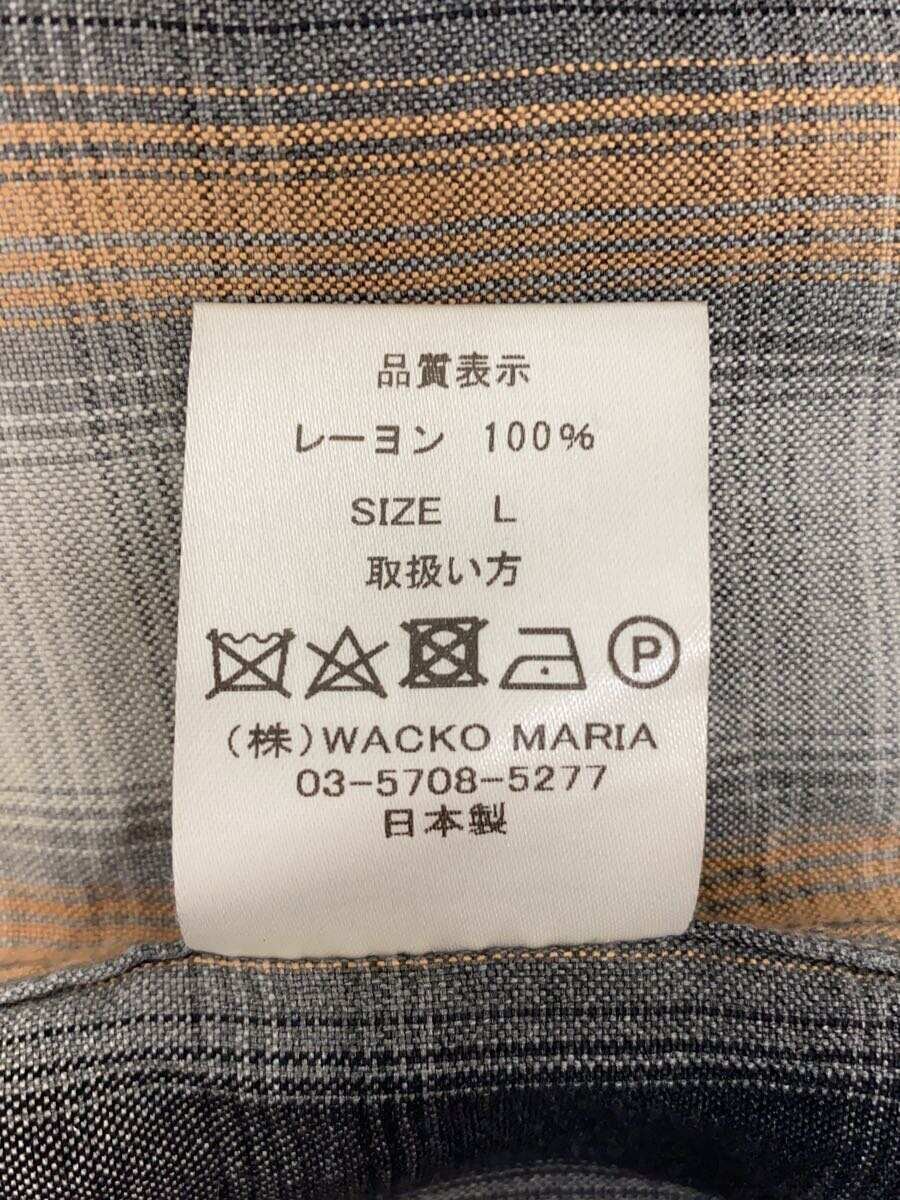 品質表示
レーヨン 100%
SIZE L
取扱い方
P
(株)WACKO MARIA
03-5708-5277
日本製